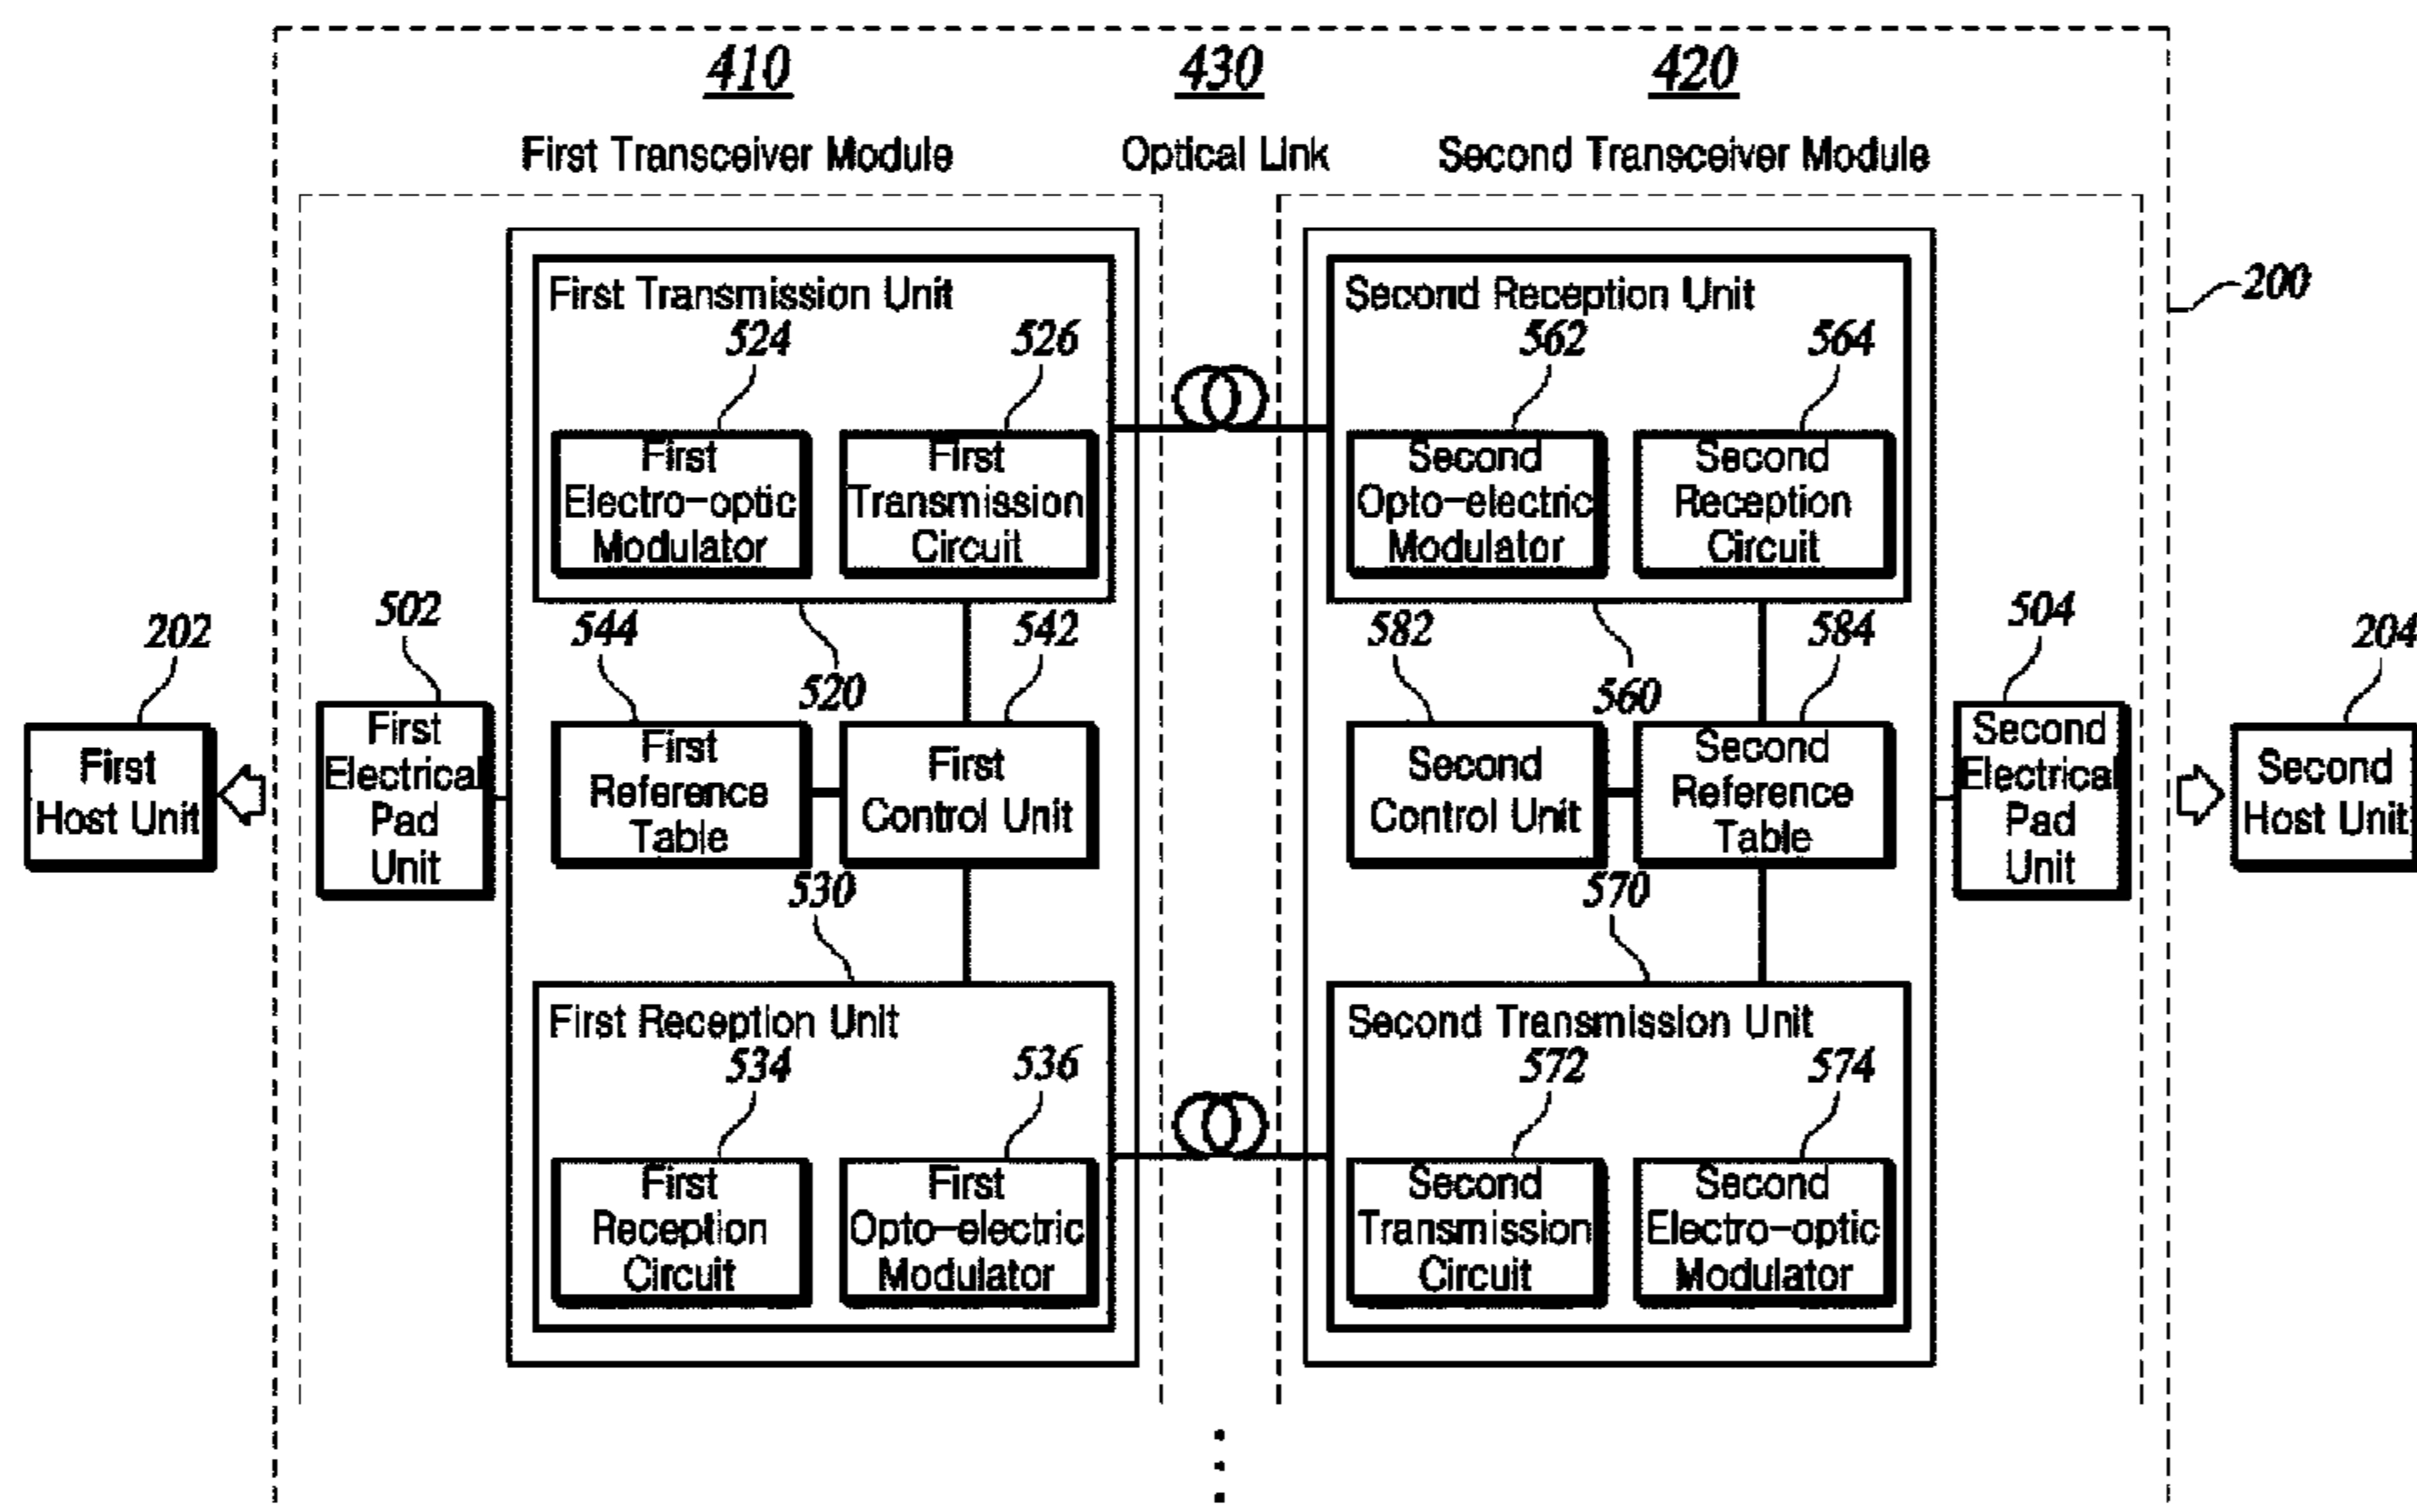 410
430
420
First Transceiver Module
Optical Link
Second Transceiver Module
200
First Transmission Unit
524
526
First
Electro-optic
Modulator
First
Transmission
Circuit
Second Reception Unit
562
564
Second
Opto-electric
Modulator
Second
Reception
Circuit
202
First
Host Unit
502
First
Electrical
Pad
Unit
544
520
542
First
Reference
Table
First
Control Unit
530
582
560
584
Second
Control Unit
Second
Reference
Table
570
504
Second
Electrical
Pad
Unit
204
Second
Host Unit
First Reception Unit
534
536
First
Reception
Circuit
First
Opto-electric
Modulator
Second Transmission Unit
572
574
Second
Transmission
Circuit
Second
Electro-optic
Modulator